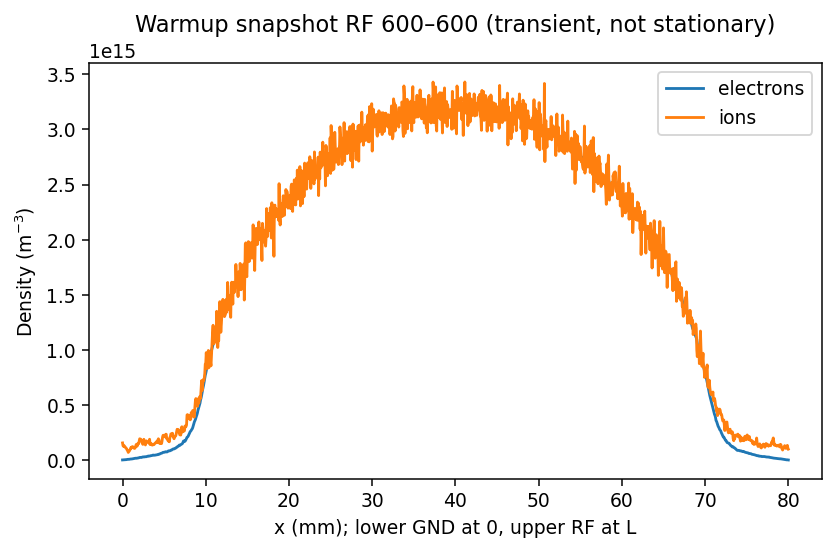 Warmup snapshot RF 600–600 (transient, not stationary)
1e15
3.5
3.0
2.5
2.0
1.5
1.0
0.5
0.0
Density (m⁻³)
electrons
ions
0 10 20 30 40 50 60 70 80
x (mm); lower GND at 0, upper RF at L